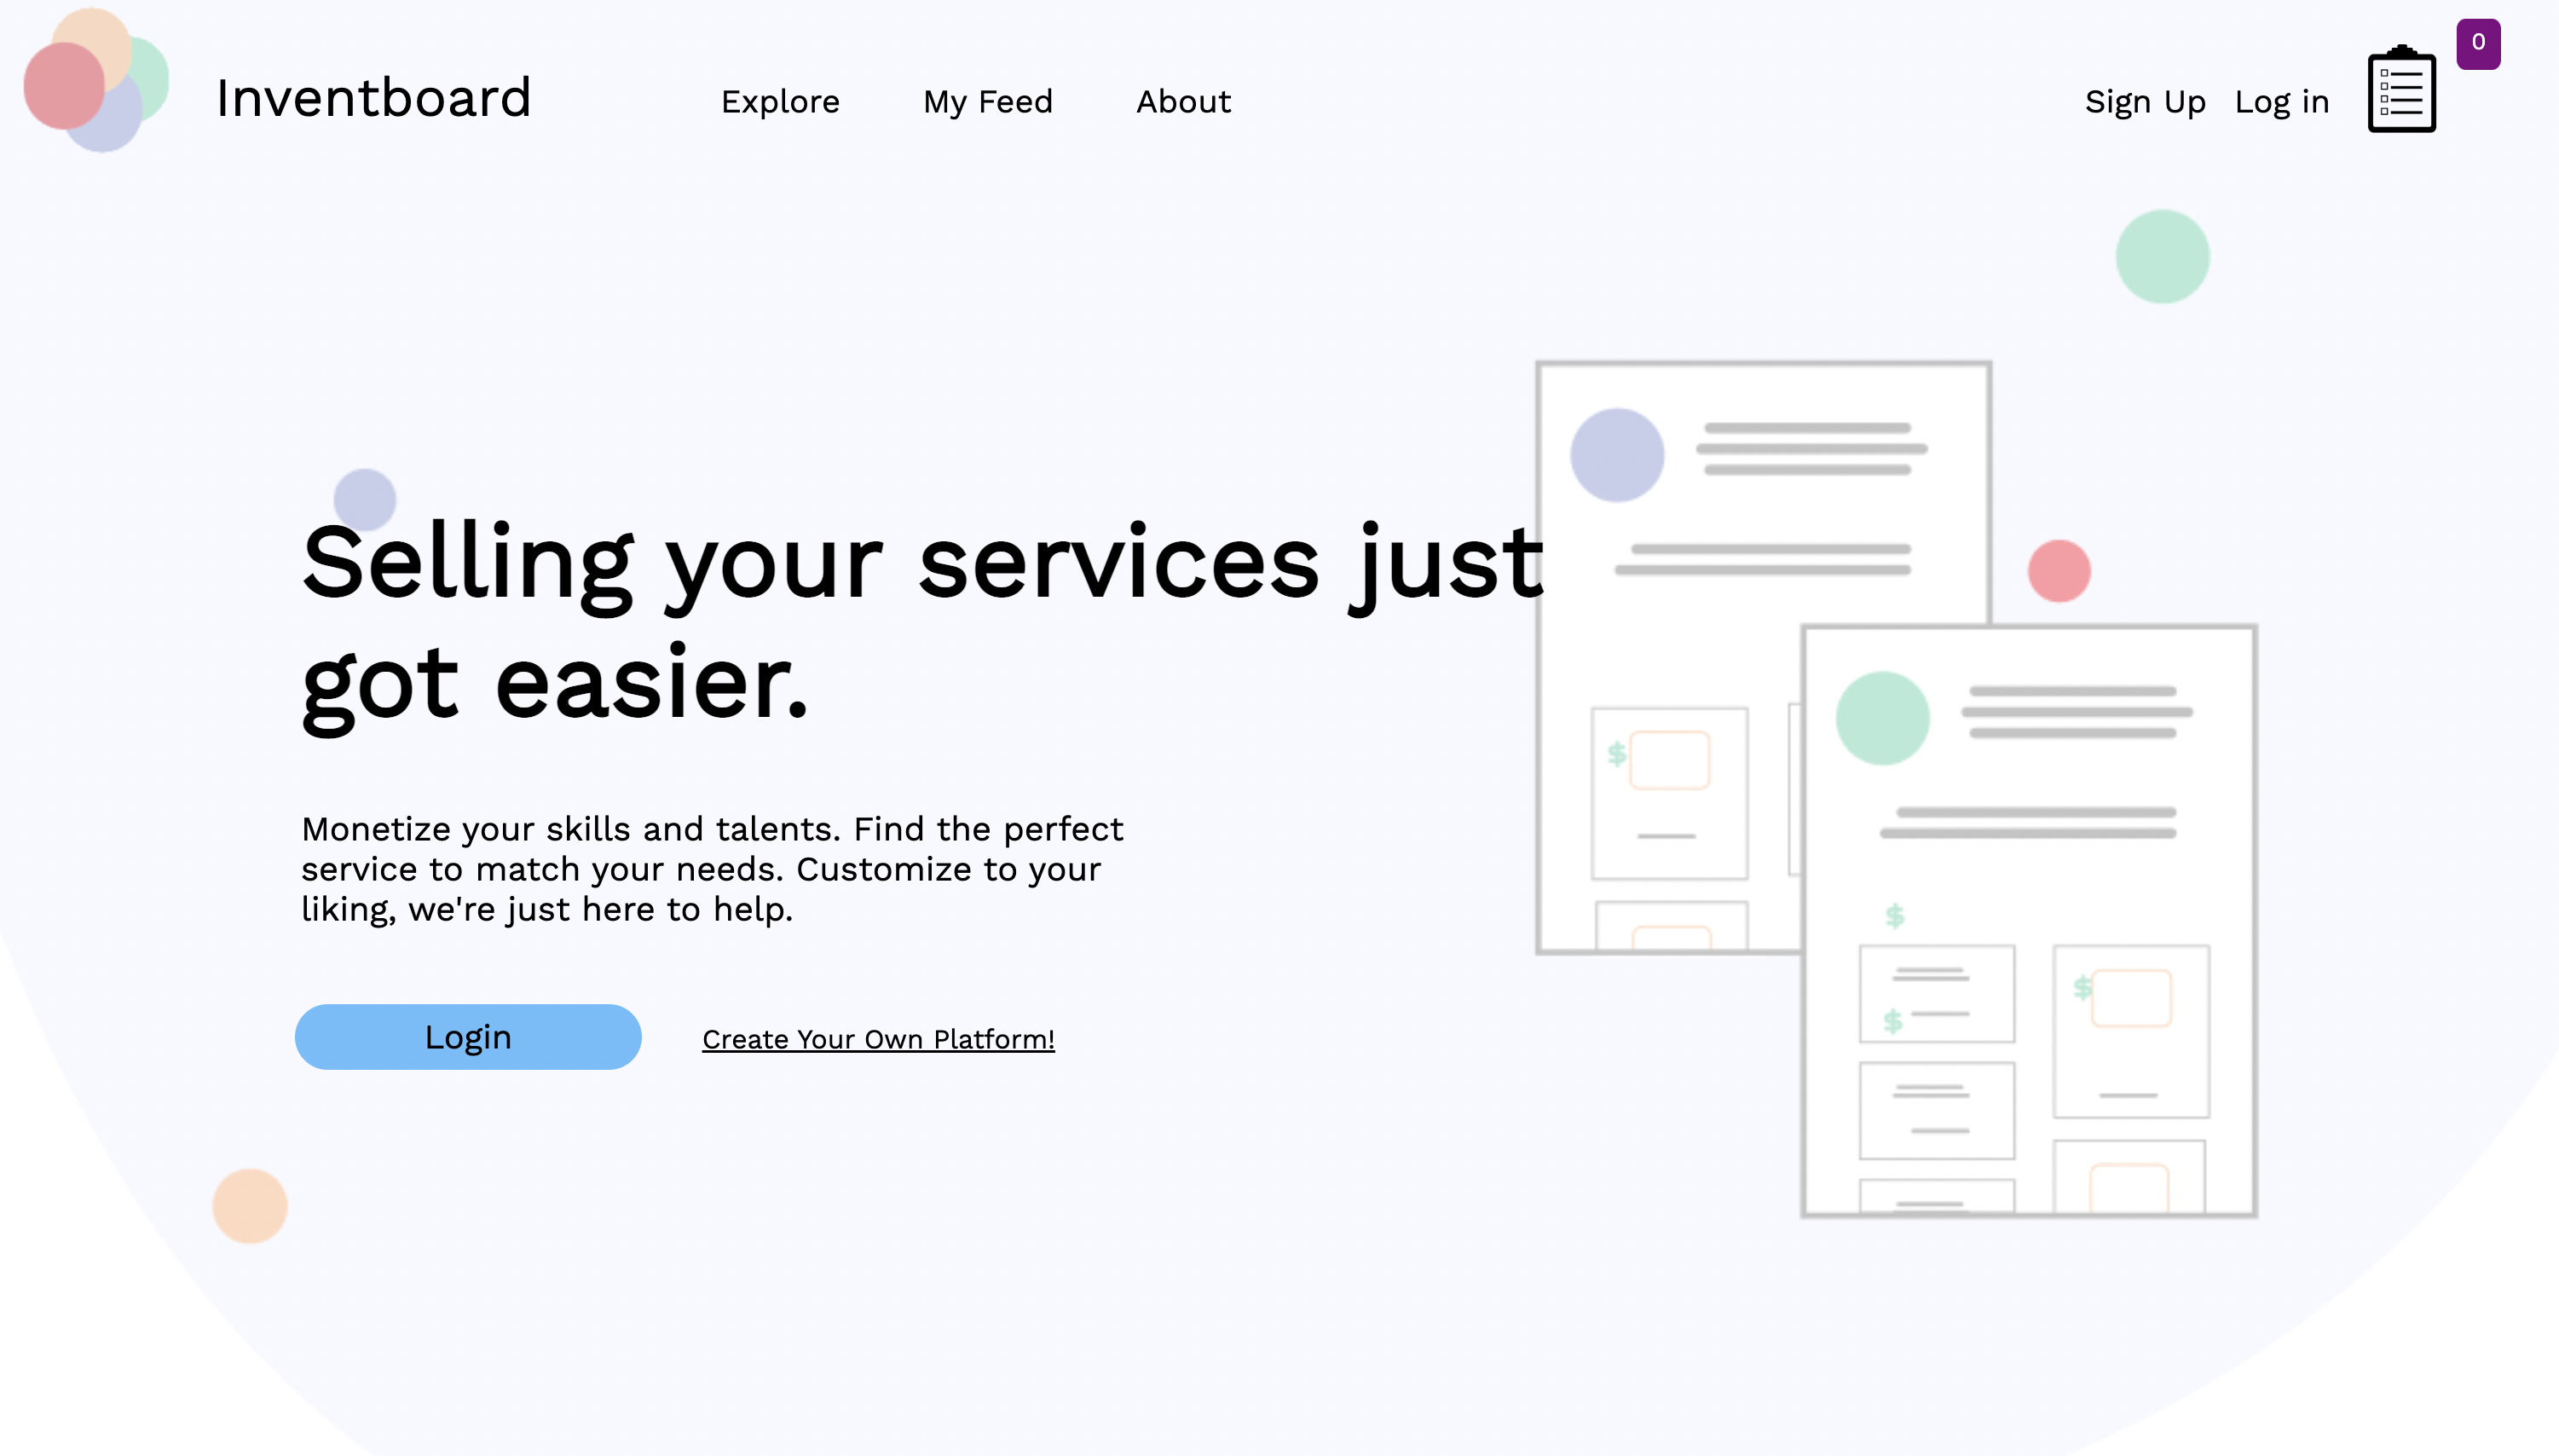 Inventboard
Explore
My Feed
About
Sign Up
Log in
0
Selling your services just
got easier.
Monetize your skills and talents. Find the perfect
service to match your needs. Customize to your
liking, we're just here to help.
Login
Create Your Own Platform!
$
$
$
$